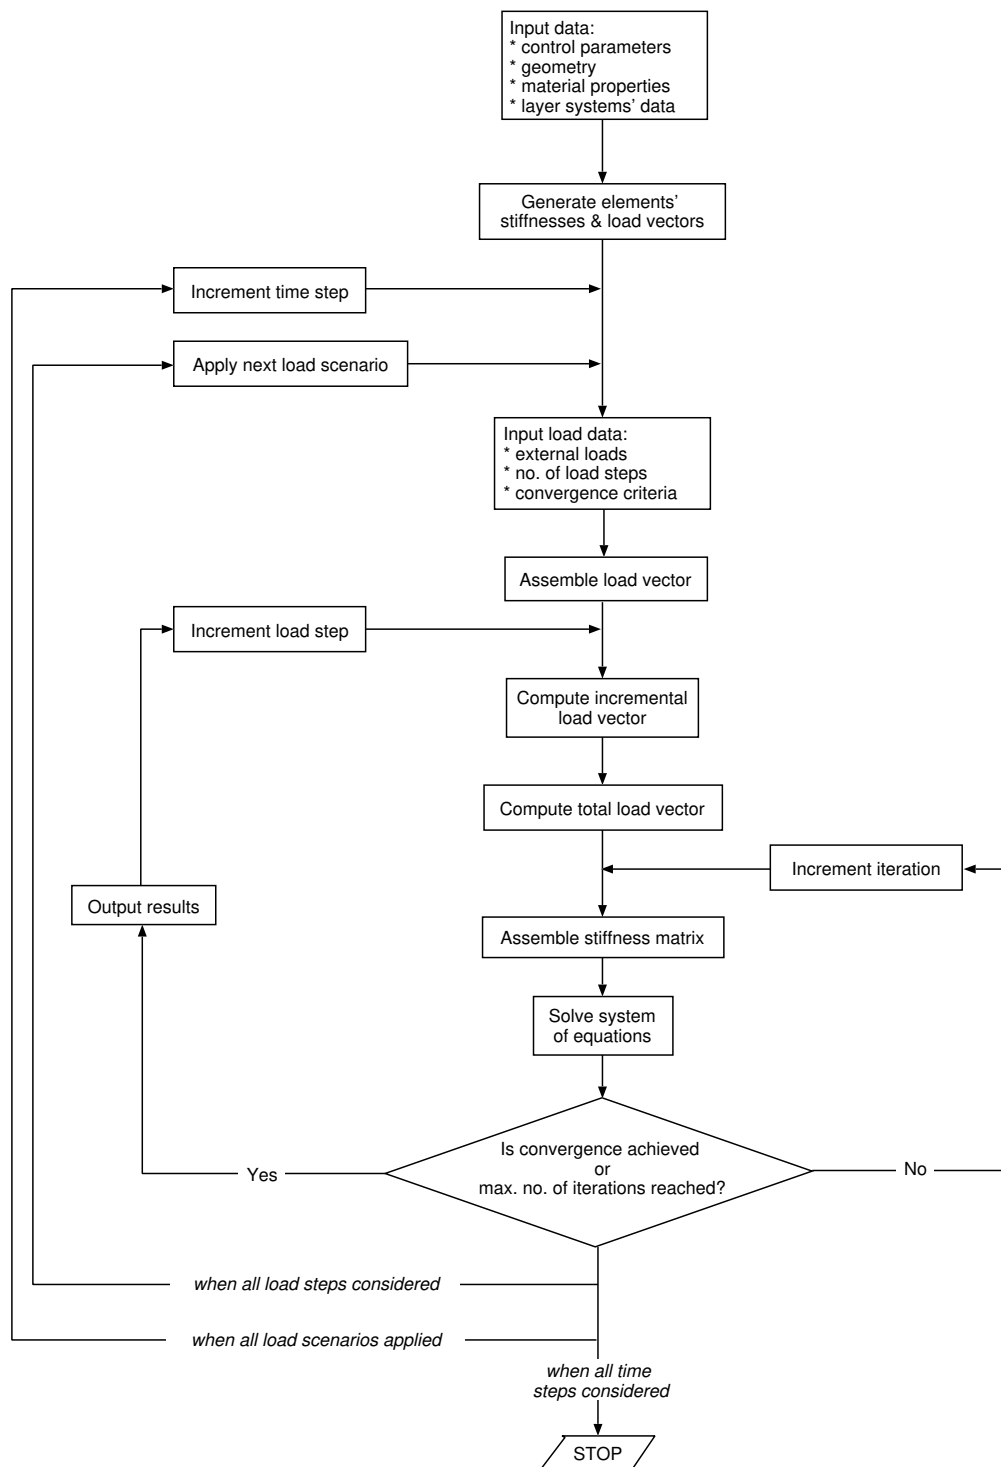 Input data:
* control parameters
* geometry
* material properties
* layer systems' data
Generate elements'
stiffnesses & load vectors
Increment time step
Apply next load scenario
Input load data:
* external loads
* no. of load steps
* convergence criteria
Assemble load vector
Increment load step
Compute incremental
load vector
Compute total load vector
Increment iteration
Output results
Assemble stiffness matrix
Solve system
of equations
Is convergence achieved
or
max. no. of iterations reached?
Yes
No
when all load steps considered
when all load scenarios applied
when all time
steps considered
STOP